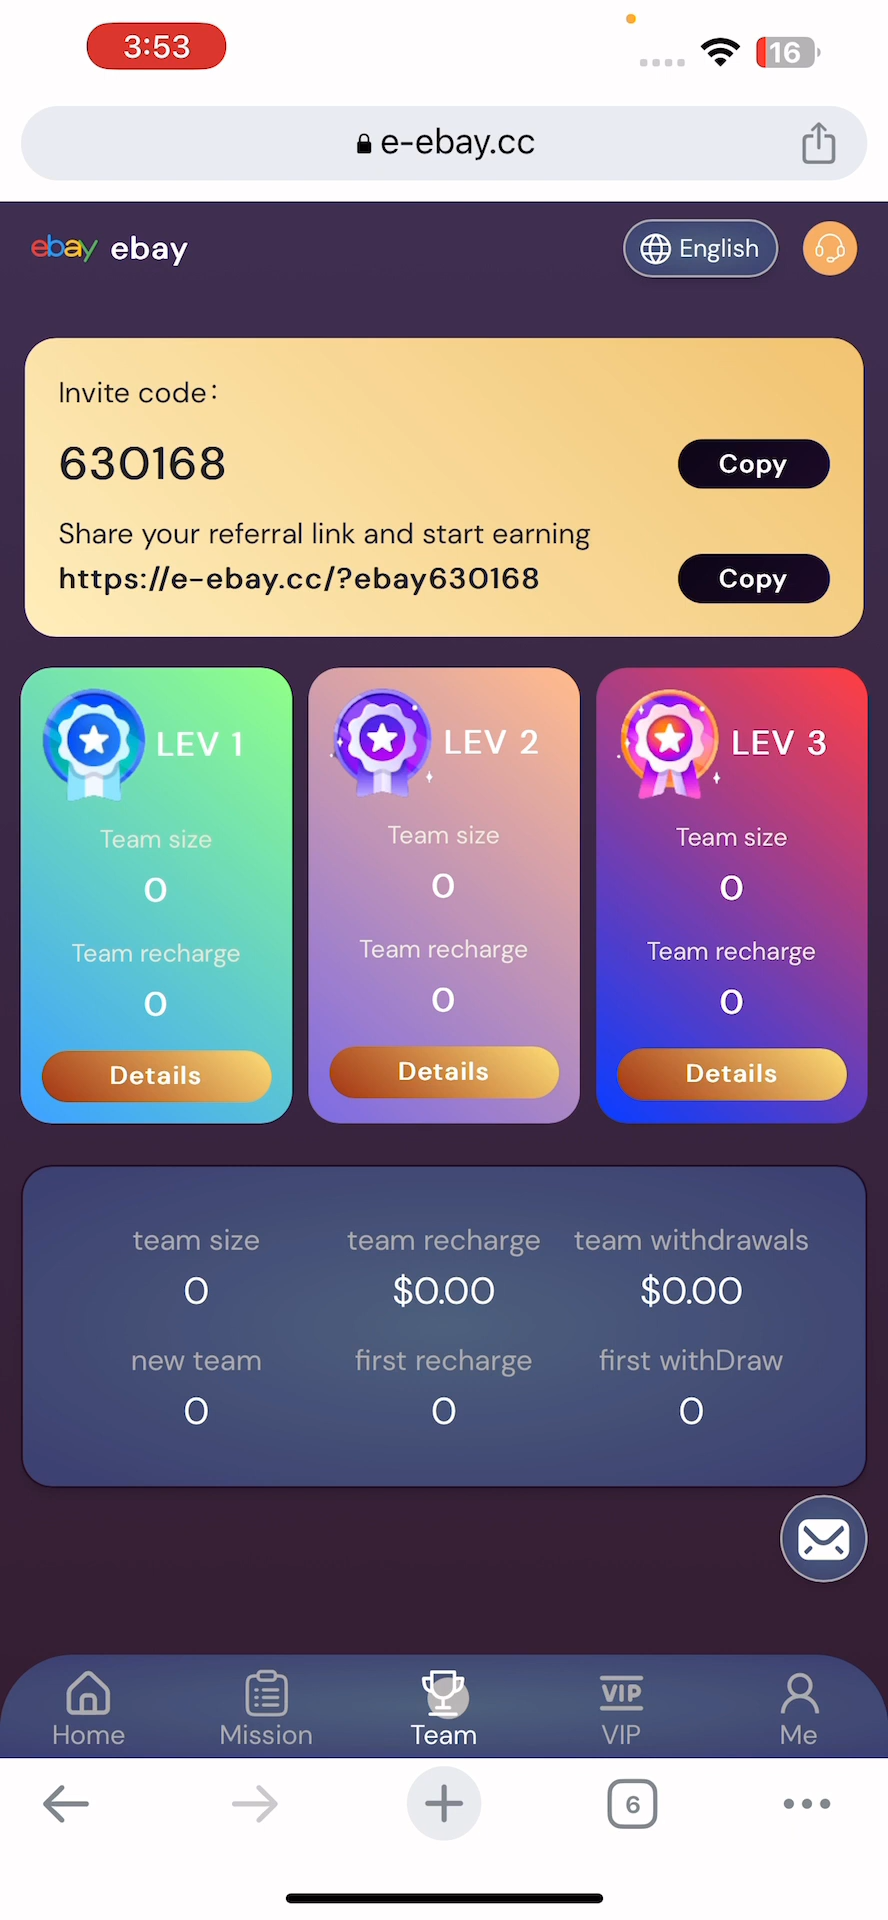 3:53
16
e-ebay.cc
ebay ebay
English
Invite code:
630168
Copy
Share your referral link and start earning
https://e-ebay.cc/?ebay630168
Copy
LEV 1
LEV 2
LEV 3
Team size
Team size
Team size
0
0
0
Team recharge
Team recharge
Team recharge
0
0
0
Details
Details
Details
team size
team recharge
team withdrawals
0
$0.00
$0.00
new team
first recharge
first withDraw
0
0
0
VIP
Home
Mission
Team
VIP
Me
6